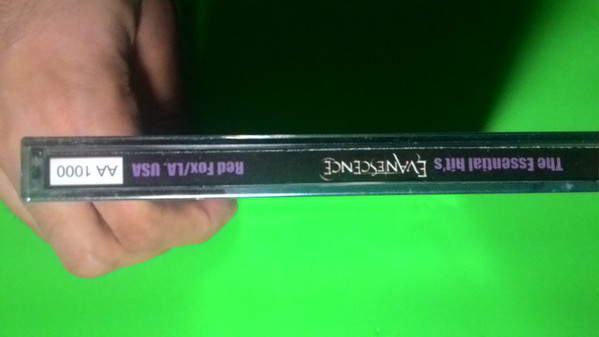 The Essential Hit's EVANESCENCE Red Fox/LA. USA AA 1000